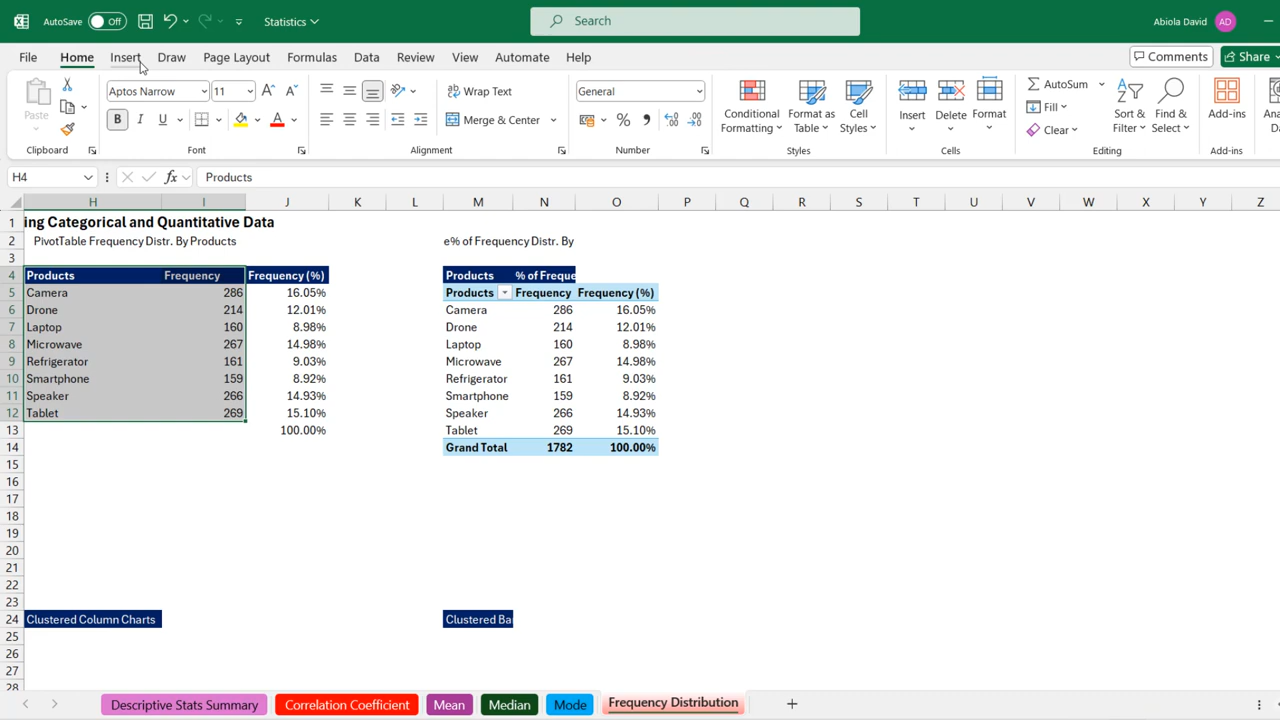 AutoSave Off Statistics Search Abiola David AD
File Home Insert Draw Page Layout Formulas Data Review View Automate Help Comments Share
Paste Aptos Narrow 11 Wrap Text General Conditional Formatting Format as Table Cell Styles Insert Delete Format AutoSum Sort & Filter Find & Select Add-ins
B I U A Merge & Center % Fill
Clear
Clipboard Font Alignment Number Styles Cells Editing Add-ins
H4 fx Products
H I J K L M N O P Q R S T U V W X Y Z
1 ing Categorical and Quantitative Data
2 PivotTable Frequency Distr. By Products e% of Frequency Distr. By
3
4 Products Frequency Frequency (%) Products % of Freque
5 Camera 286 16.05% Products Frequency Frequency (%)
6 Drone 214 12.01% Camera 286 16.05%
7 Laptop 160 8.98% Drone 214 12.01%
8 Microwave 267 14.98% Laptop 160 8.98%
9 Refrigerator 161 9.03% Microwave 267 14.98%
10 Smartphone 159 8.92% Refrigerator 161 9.03%
11 Speaker 266 14.93% Smartphone 159 8.92%
12 Tablet 269 15.10% Speaker 266 14.93%
13 100.00% Tablet 269 15.10%
14 Grand Total 1782 100.00%
15
16
17
18
19
20
21
22
23
24 Clustered Column Charts Clustered Ba
25
26
27
28
Descriptive Stats Summary Correlation Coefficient Mean Median Mode Frequency Distribution